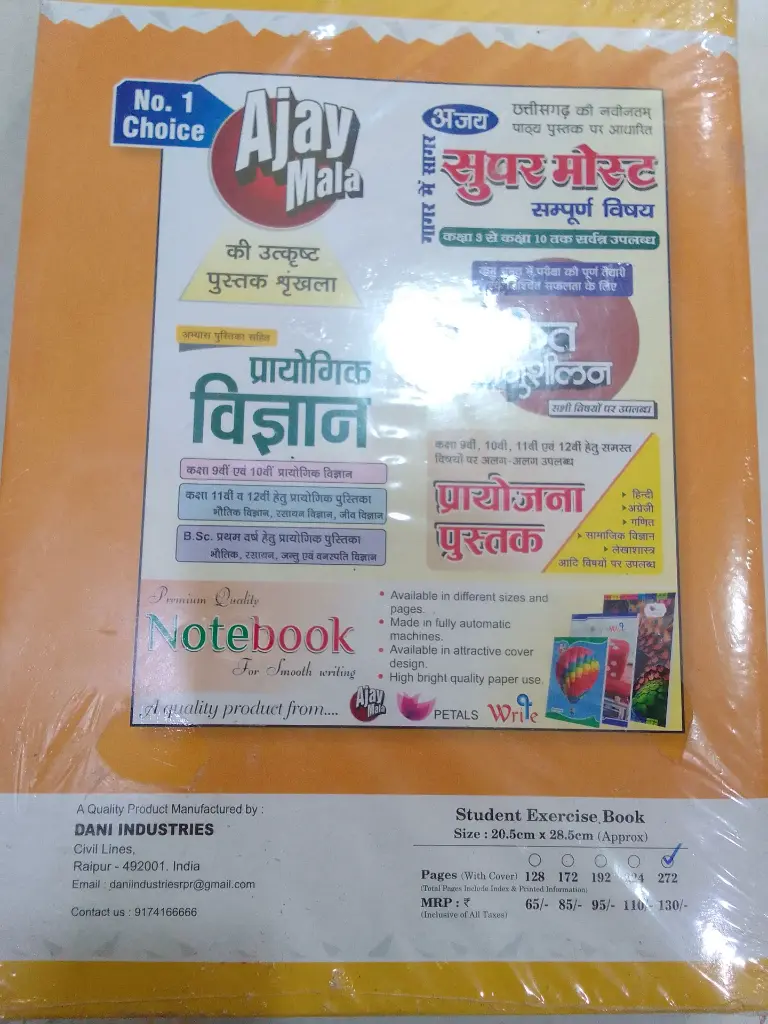 No. 1
Choice
Ajay
Mala
की उत्कृष्ट
पुस्तक श्रृंखला
अजय
छत्तीसगढ़ की नवीनतम्
पाठ्य पुस्तक पर आधारित
गागर में सागर
सुपर मोस्ट
सम्पूर्ण विषय
कक्षा 3 से कक्षा 10 तक सर्वत्र उपलब्ध
में परीक्षा की पूर्ण तैयारी
सफलता के लिए
सभी विषयों पर उपलब्ध
अभ्यास पुस्तिका सहित
प्रायोगिक
विज्ञान
कक्षा 9वीं एवं 10वीं प्रायोगिक विज्ञान
कक्षा 11वीं व 12वीं हेतु प्रायोगिक पुस्तिका
भौतिक विज्ञान, रसायन विज्ञान, जीव विज्ञान
B.Sc. प्रथम वर्ष हेतु प्रायोगिक पुस्तिका
भौतिक, रसायन, जन्तु एवं वनस्पति विज्ञान
कक्षा 9वीं, 10वीं, 11वीं एवं 12वीं हेतु समस्त
विषयों पर अलग-अलग उपलब्ध
प्रायोजना
पुस्तक
हिन्दी
अंग्रेजी
गणित
सामाजिक विज्ञान
लेखाशास्त्र
आदि विषयों पर उपलब्ध
Premium Quality
Notebook
For Smooth writing
• Available in different sizes and
pages.
• Made in fully automatic
machines.
• Available in attractive cover
design.
• High bright quality paper use.
A quality product from....
Ajay
Mala
PETALS
Write
A Quality Product Manufactured by :
DANI INDUSTRIES
Civil Lines,
Raipur - 492001. India
Email : daniindustriesrpr@gmail.com
Contact us : 9174166666
Student Exercise Book
Size : 20.5cm x 28.5cm (Approx)
Pages (With Cover) 128 172 192 272
(Total Pages Include Index & Printed Information)
MRP : ₹ 65/- 85/- 95/- 110/- 130/-
(Inclusive of All Taxes)